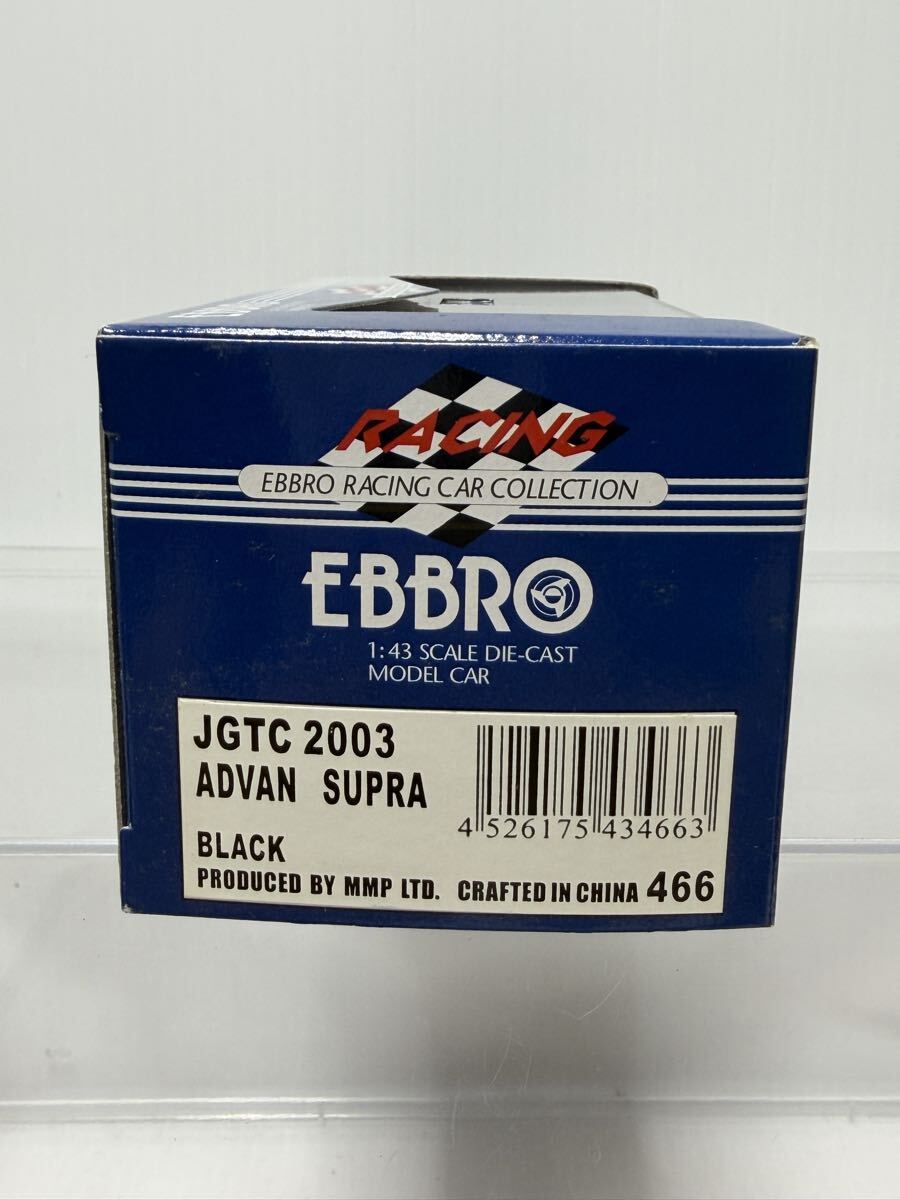 RACING
EBBRO RACING CAR COLLECTION
EBBRO
1:43 SCALE DIE-CAST
MODEL CAR
JGTC 2003
ADVAN SUPRA
4 526175 434663
BLACK
PRODUCED BY MMP LTD. CRAFTED IN CHINA 466